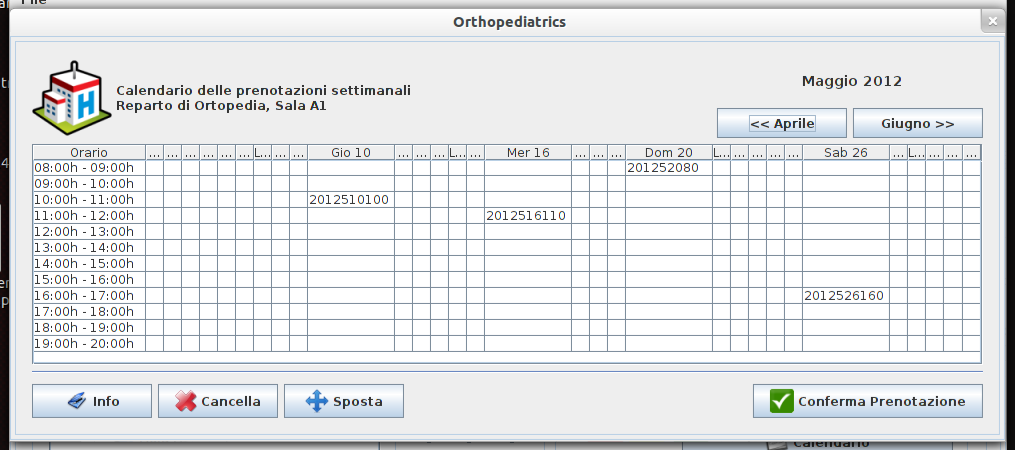 File
Orthopediatrics
Calendario delle prenotazioni settimanali
Reparto di Ortopedia, Sala A1
Maggio 2012
<< Aprile
Giugno >>
Orario ... ... ... ... ... ... L... ... ... Gio 10 ... ... ... L... ... Mer 16 ... ... ... Dom 20 L... ... ... ... ... Sab 26 ... L... ... ... ...
08:00h - 09:00h 201252080
09:00h - 10:00h
10:00h - 11:00h 2012510100
11:00h - 12:00h 2012516110
12:00h - 13:00h
13:00h - 14:00h
14:00h - 15:00h
15:00h - 16:00h
16:00h - 17:00h 2012526160
17:00h - 18:00h
18:00h - 19:00h
19:00h - 20:00h
Info
Cancella
Sposta
Conferma Prenotazione
Calendario